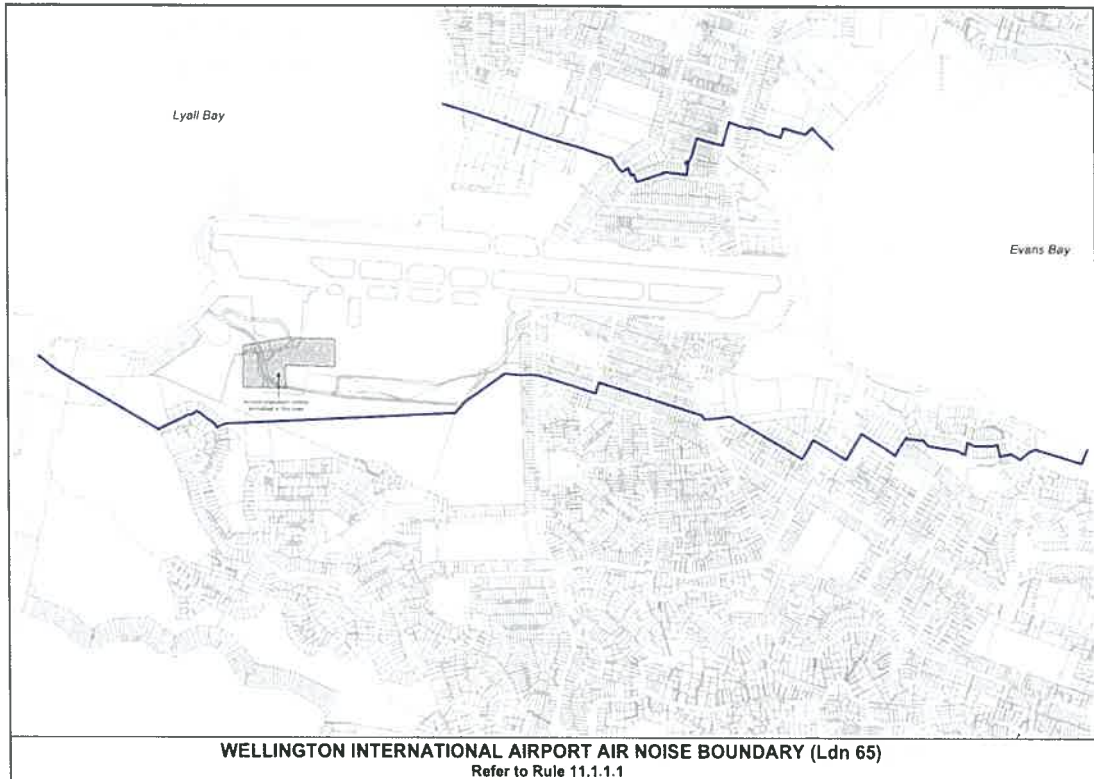 Lyall Bay
Evans Bay
WELLINGTON INTERNATIONAL AIRPORT AIR NOISE BOUNDARY (Ldn 65)
Refer to Rule 11.1.1.1